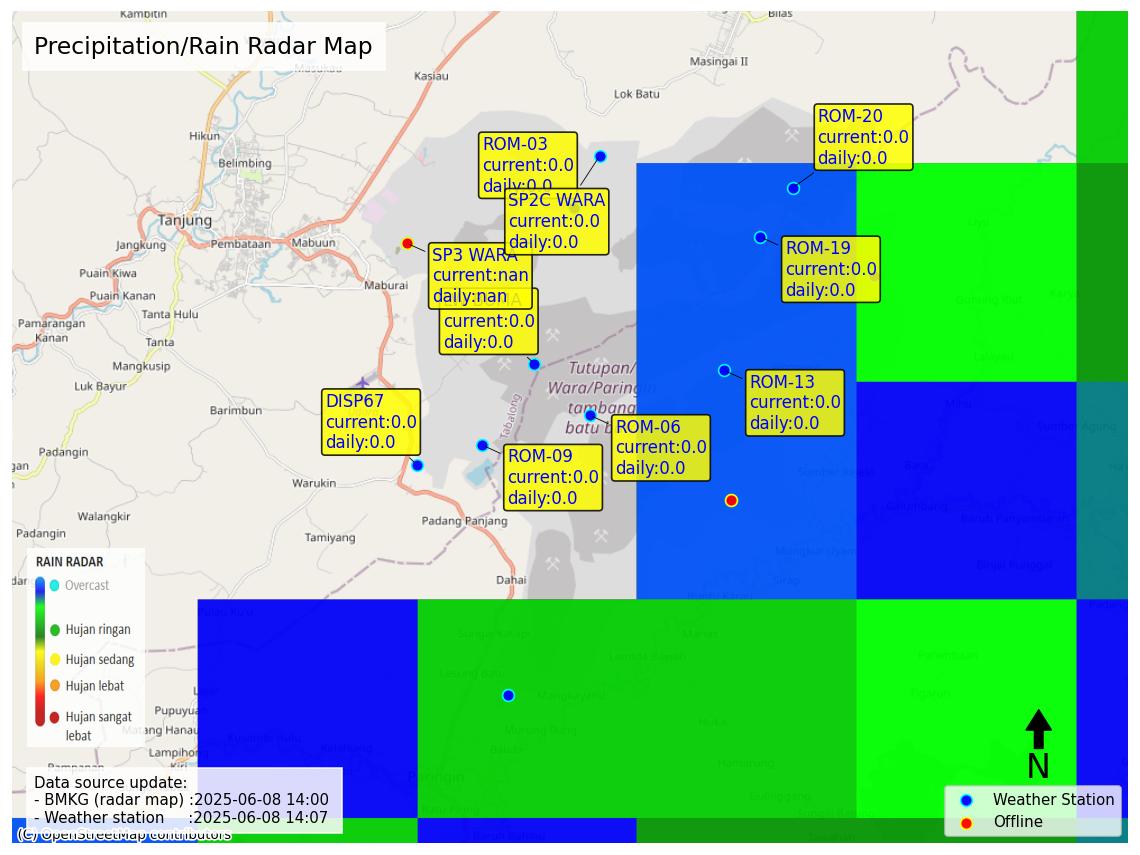 Kambitin
Bilas
Precipitation/Rain Radar Map
Masukau
Kasiau
Masingai II
Lok Batu
Hikun
Belimbing
ROM-20
current:0.0
daily:0.0
ROM-03
current:0.0
daily:0.0
SP2C WARA
current:0.0
daily:0.0
Tanjung
Jangkung
Pembataan
Mabuun
SP3 WARA
current:nan
daily:nan
current:0.0
daily:0.0
ROM-19
current:0.0
daily:0.0
Puain Kiwa
Maburai
Puain Kanan
Tanta Hulu
Pamarangan
Kanan
Tanta
Mangkusip
Luk Bayur
Barimbun
Tutupan/
Wara/Paringin
tambang
batu b
Tabalong
ROM-13
current:0.0
daily:0.0
DISP67
current:0.0
daily:0.0
ROM-06
current:0.0
daily:0.0
ROM-09
current:0.0
daily:0.0
Padangin
Warukin
Walangkir
Padang Panjang
Padangin
Tamiyang
Dahai
RAIN RADAR
Overcast
Hujan ringan
Hujan sedang
Hujan lebat
Hujan sangat
lebat
Pupuyuan
Matang Hanau
Lampihong
Kiri
Mangkayahu
Murung Batu
Paringin
Data source update:
- BMKG (radar map) :2025-06-08 14:00
- Weather station :2025-06-08 14:07
(C) OpenStreetMap contributors
N
Weather Station
Offline